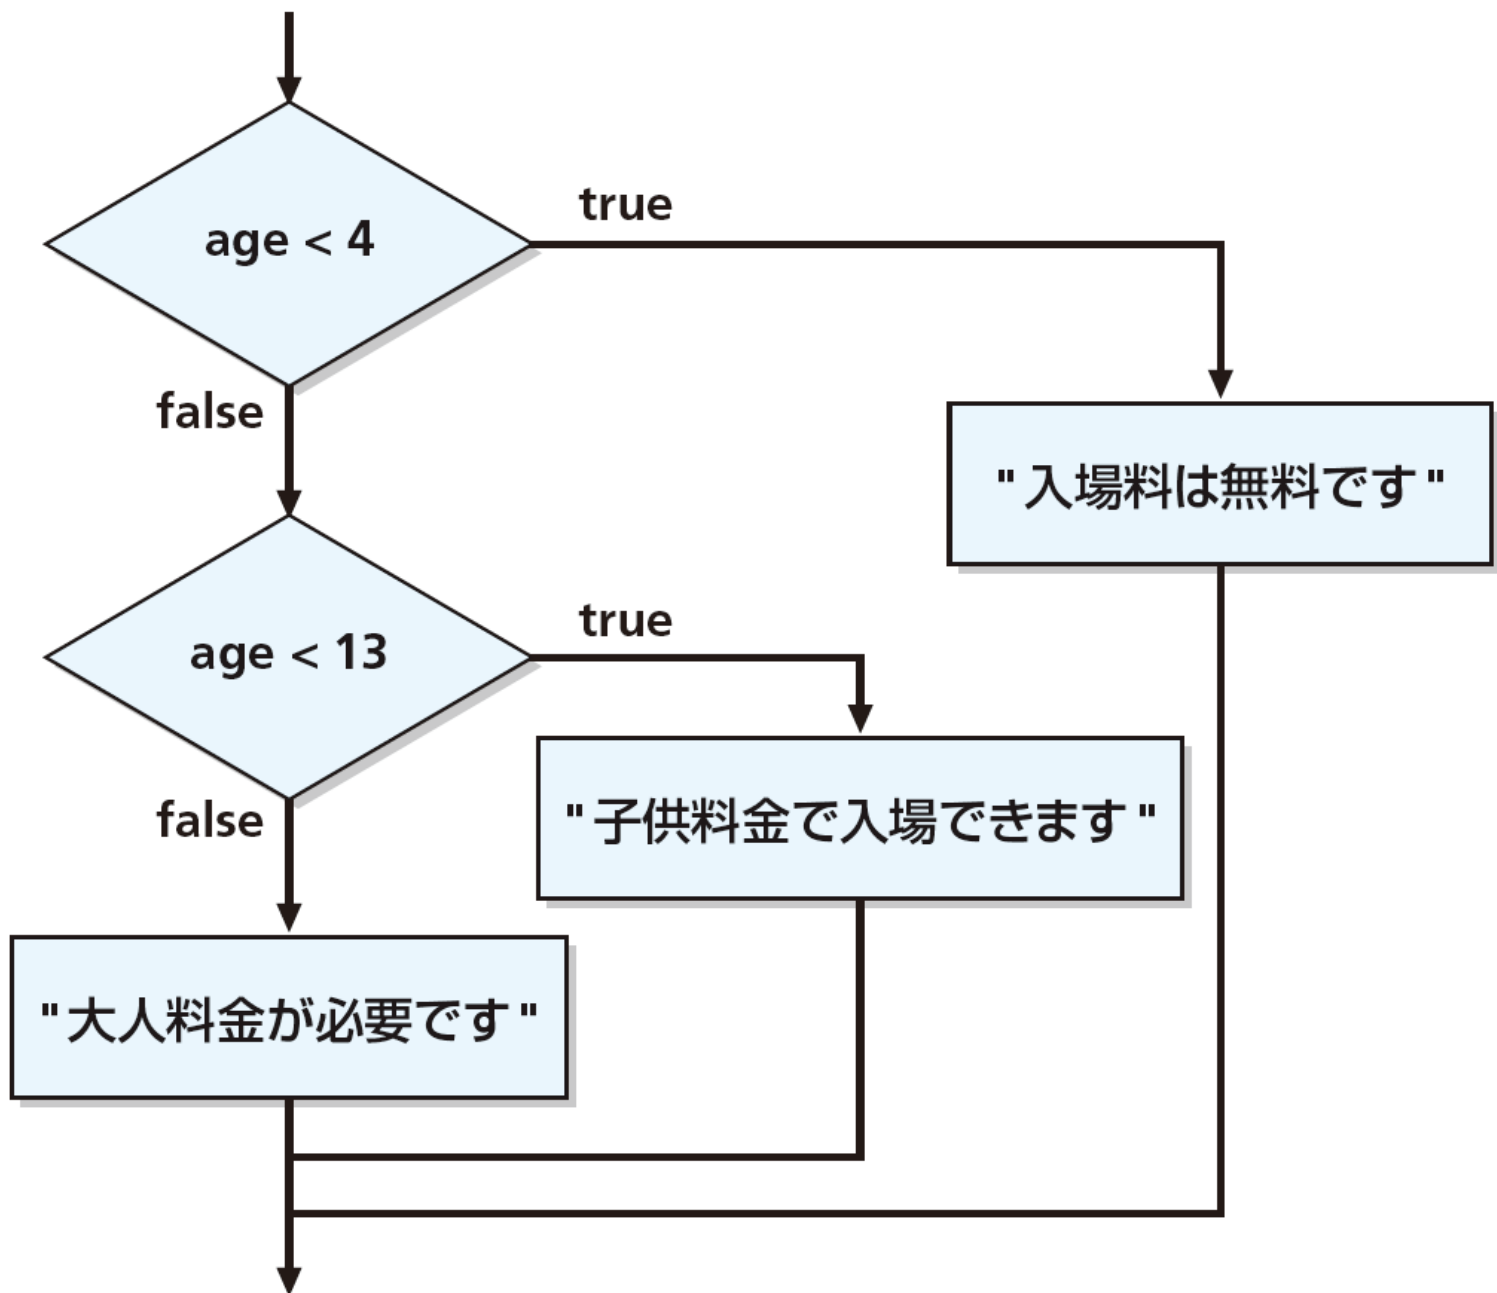 age < 4
true
false
"入場料は無料です"
age < 13
true
"子供料金で入場できます"
false
"大人料金が必要です"